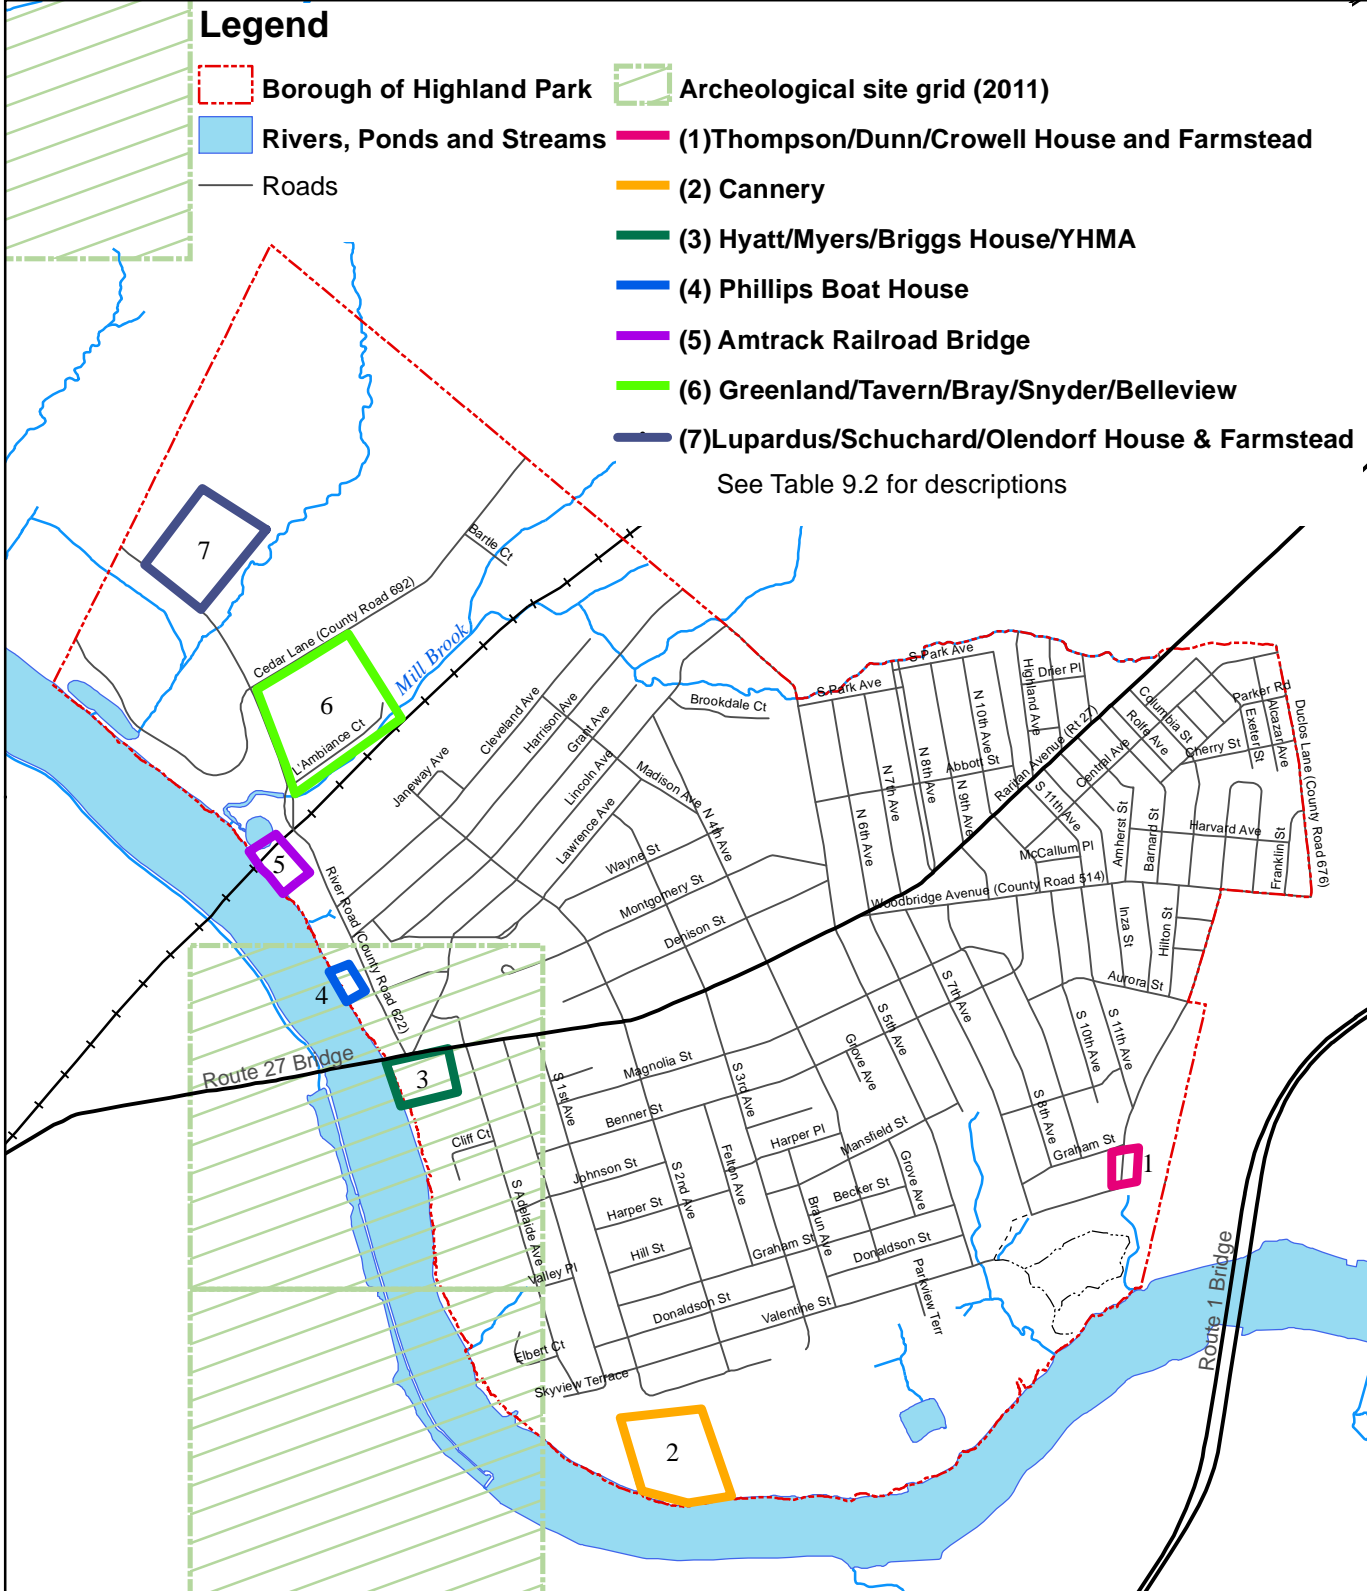 Legend
Borough of Highland Park
Rivers, Ponds and Streams
Roads
Archeological site grid (2011)
(1)Thompson/Dunn/Crowell House and Farmstead
(2) Cannery
(3) Hyatt/Myers/Briggs House/YHMA
(4) Phillips Boat House
(5) Amtrack Railroad Bridge
(6) Greenland/Tavern/Bray/Snyder/Belleview
(7)Lupardus/Schuchard/Olendorf House & Farmstead
See Table 9.2 for descriptions
Bartle Ct
7
Cedar Lane (County Road 692)
Mill Brook
6
L'Ambiance Ct
Cleveland Ave
Harrison Ave
Grant Ave
Janeway Ave
Lincoln Ave
Lawrence Ave
Madison Ave
Brookdale Ct
N 4th Ave
S Park Ave
S Park Ave
Highland Ave
Drier Pl
N 10th Ave
Columbia St
Rolfe Ave
Parker Rd
Exeter St
Alcazar Ave
Duclos Lane (County Road 676)
Cherry St
Central Ave
Raritan Avenue (Rt 27)
Abbott St
N 8th Ave
N 7th Ave
N 6th Ave
N 9th Ave
S 11th Ave
S
McCallum Pl
Amherst St
Barnard St
Harvard Ave
Franklin St
Woodbridge Avenue (County Road 514)
Wayne St
Montgomery St
Denison St
5
River Road (County Road 622)
4
Route 27 Bridge
3
Inza St
Hilton St
Aurora St
S 7th Ave
S 5th Ave
S 10th Ave
S 11th Ave
Grove Ave
Magnolia St
S 3rd Ave
S 1st Ave
Benner St
Cliff Ct
Johnson St
Felton Ave
Harper Pl
Mansfield St
S 8th Ave
Graham St
1
S Adelaide Ave
S 2nd Ave
Harper St
Becker St
Grove Ave
Braun Ave
Hill St
Graham St
Donaldson St
Valley Pl
Donaldson St
Valentine St
Parkview Terr
Elbert Ct
Skyview Terrace
Route 1 Bridge
2